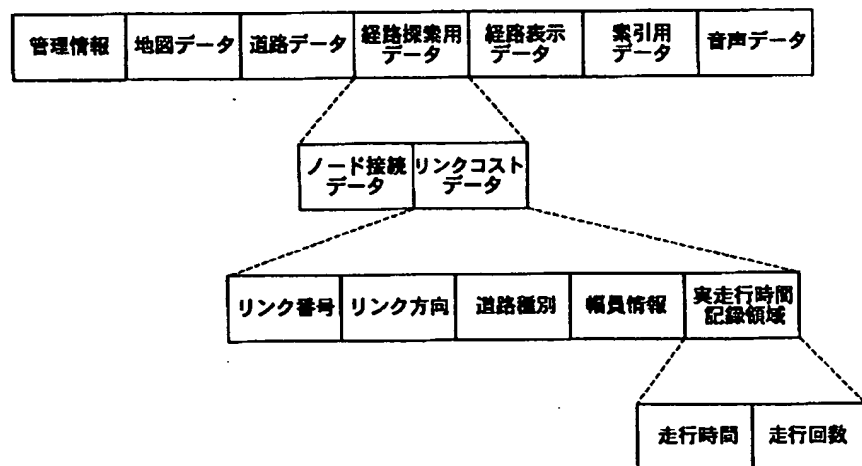 管理情報
地図データ
道路データ
経路探索用
データ
経路表示
データ
索引用
データ
音声データ
ノード接続
データ
リンクコスト
データ
リンク番号
リンク方向
道路種別
幅員情報
実走行時間
記録領域
走行時間
走行回数